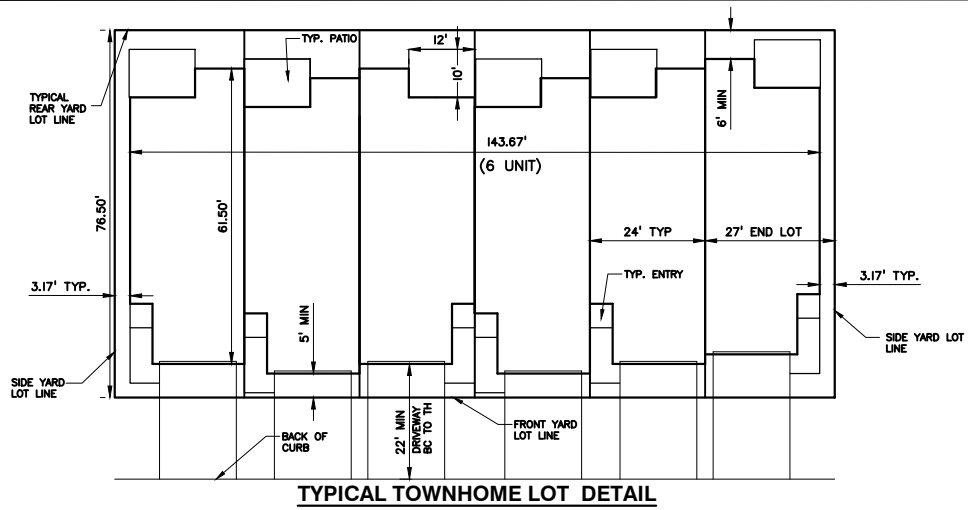 TYP. PATIO
12'
10'
6' MIN
TYPICAL
REAR YARD
LOT LINE
143.67'
(6 UNIT)
76.50'
61.50'
24' TYP
27' END LOT
3.17' TYP.
TYP. ENTRY
3.17' TYP.
5' MIN
SIDE YARD LOT
LINE
SIDE YARD
LOT LINE
22' MIN
DRIVEWAY
BC TO TH
FRONT YARD
LOT LINE
BACK OF
CURB
TYPICAL TOWNHOME LOT DETAIL